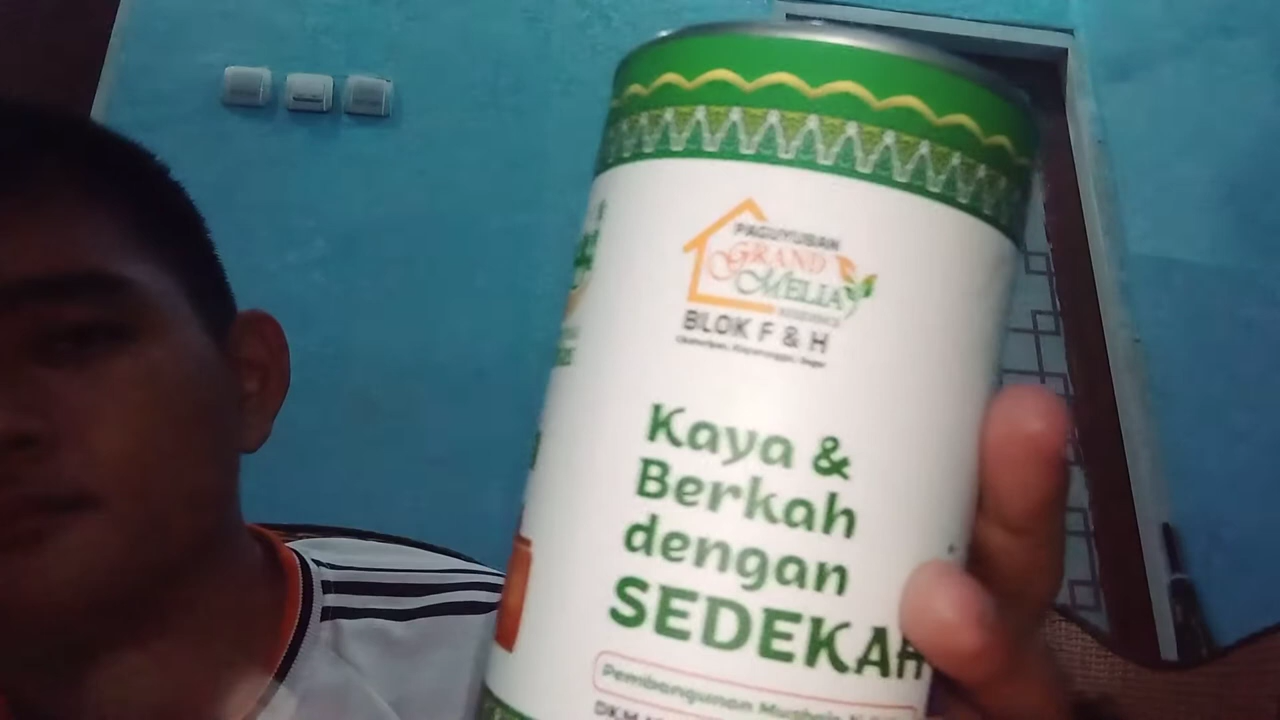 PAGUYUBAN
GRAND
MELIA
BLOK F & H
Kaya &
Berkah
dengan
SEDEKAH
Pembangunan
DKM